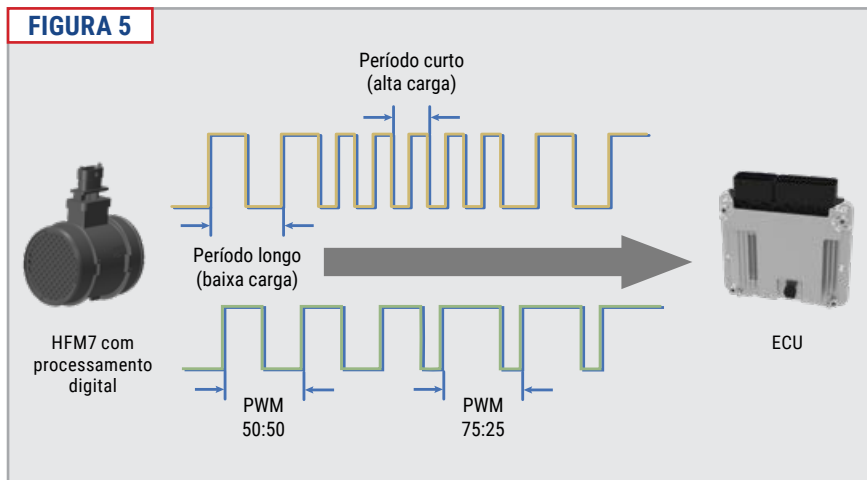 FIGURA 5
Período curto
(alta carga)
Período longo
(baixa carga)
HFM7 com
processamento
digital
ECU
PWM
50:50
PWM
75:25